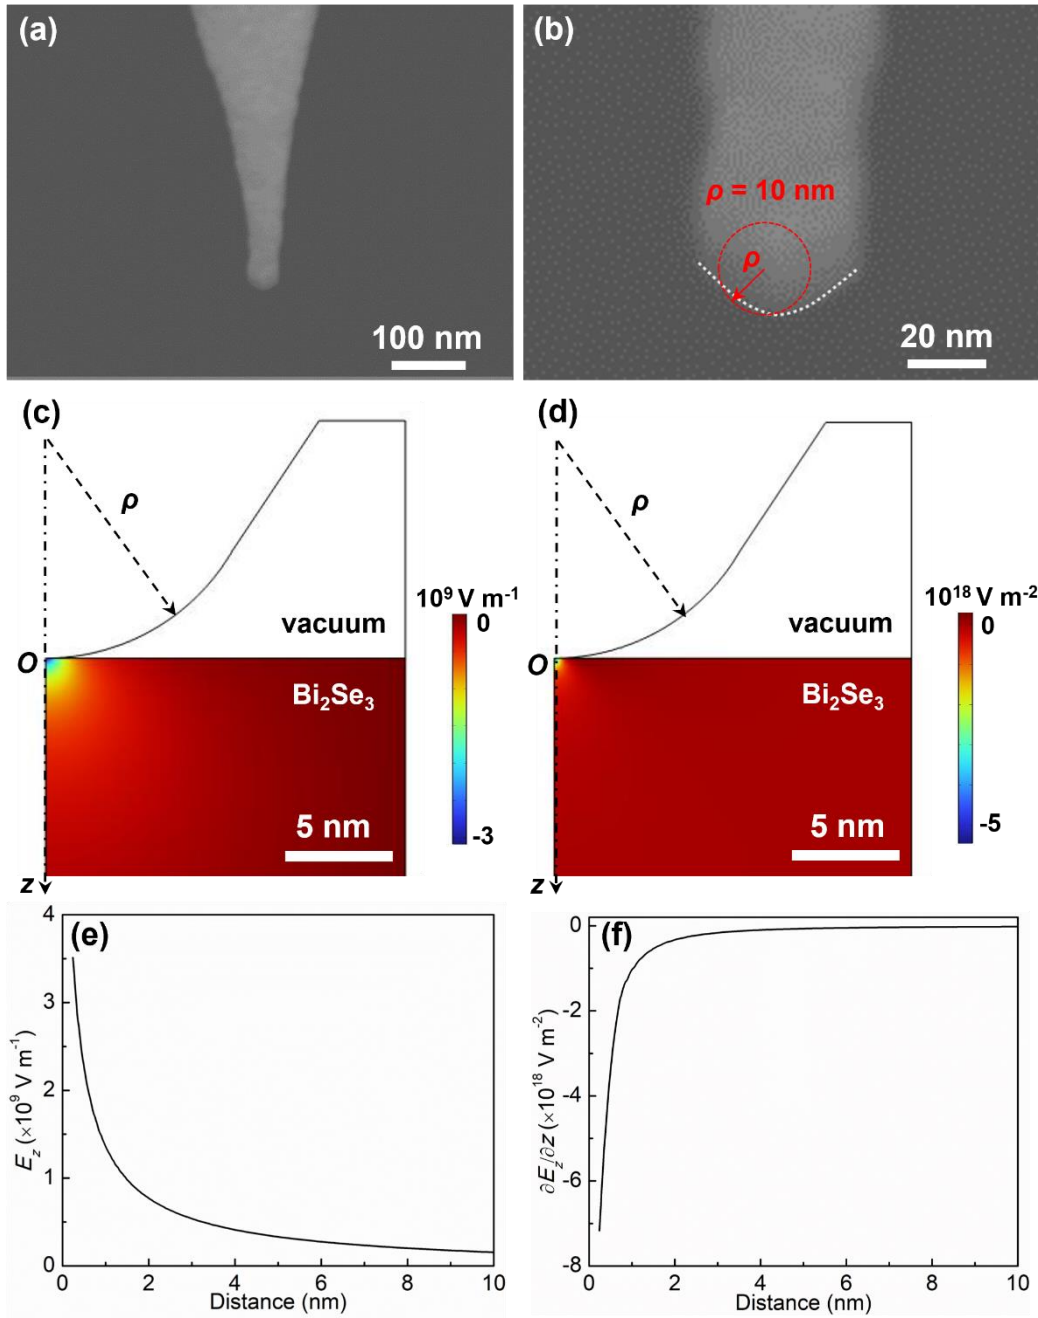 (a)
100 nm
(b)
ρ = 10 nm
ρ
20 nm
(c)
ρ
10⁹ V m⁻¹
0
vacuum
O
Bi₂Se₃
5 nm
-3
z
(d)
ρ
10¹⁸ V m⁻²
0
vacuum
O
Bi₂Se₃
5 nm
-5
z
(e)
4
3
2
1
0
E_z (×10⁹ V m⁻¹)
0 2 4 6 8 10
Distance (nm)
(f)
0
-2
-4
-6
-8
∂E_z/∂z (×10¹⁸ V m⁻²)
0 2 4 6 8 10
Distance (nm)